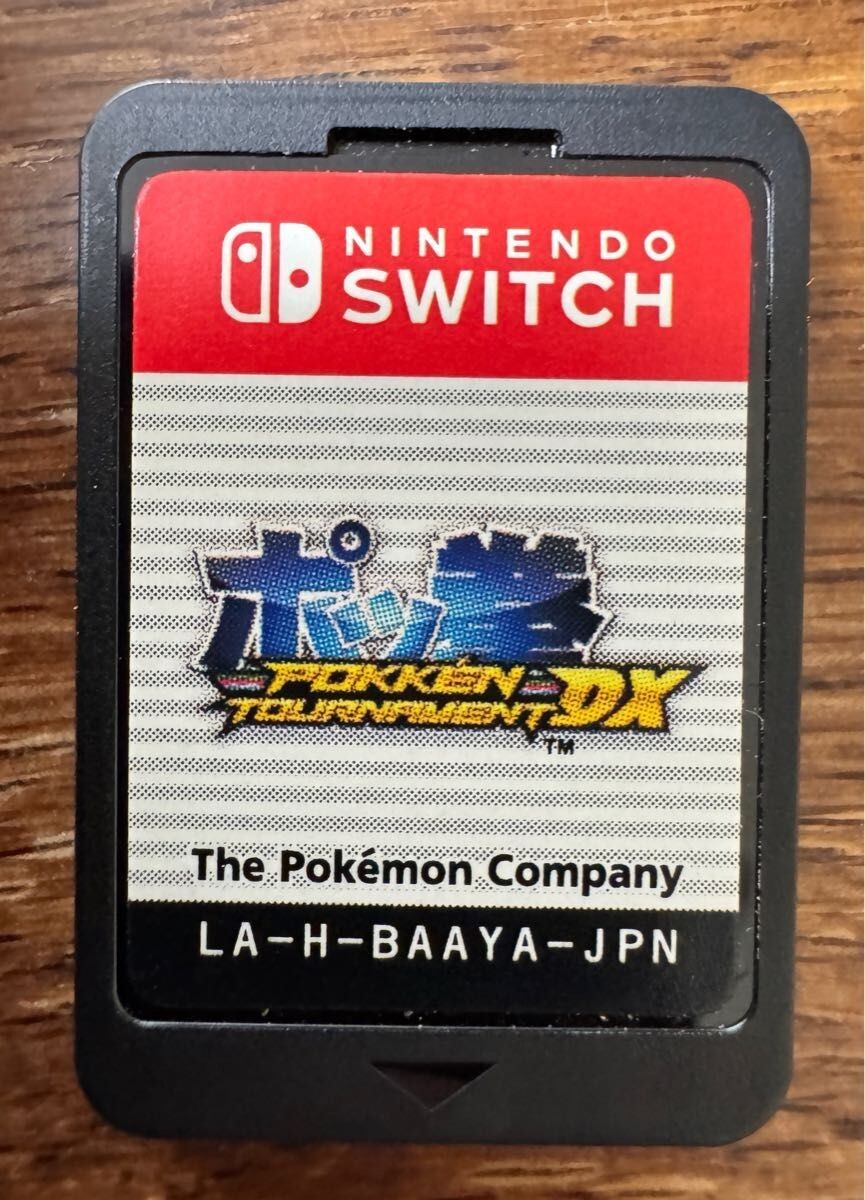 NINTENDO
SWITCH
ポッ拳
POKKÉN
TOURNAMENT DX
TM
The Pokémon Company
LA-H-BAAYA-JPN